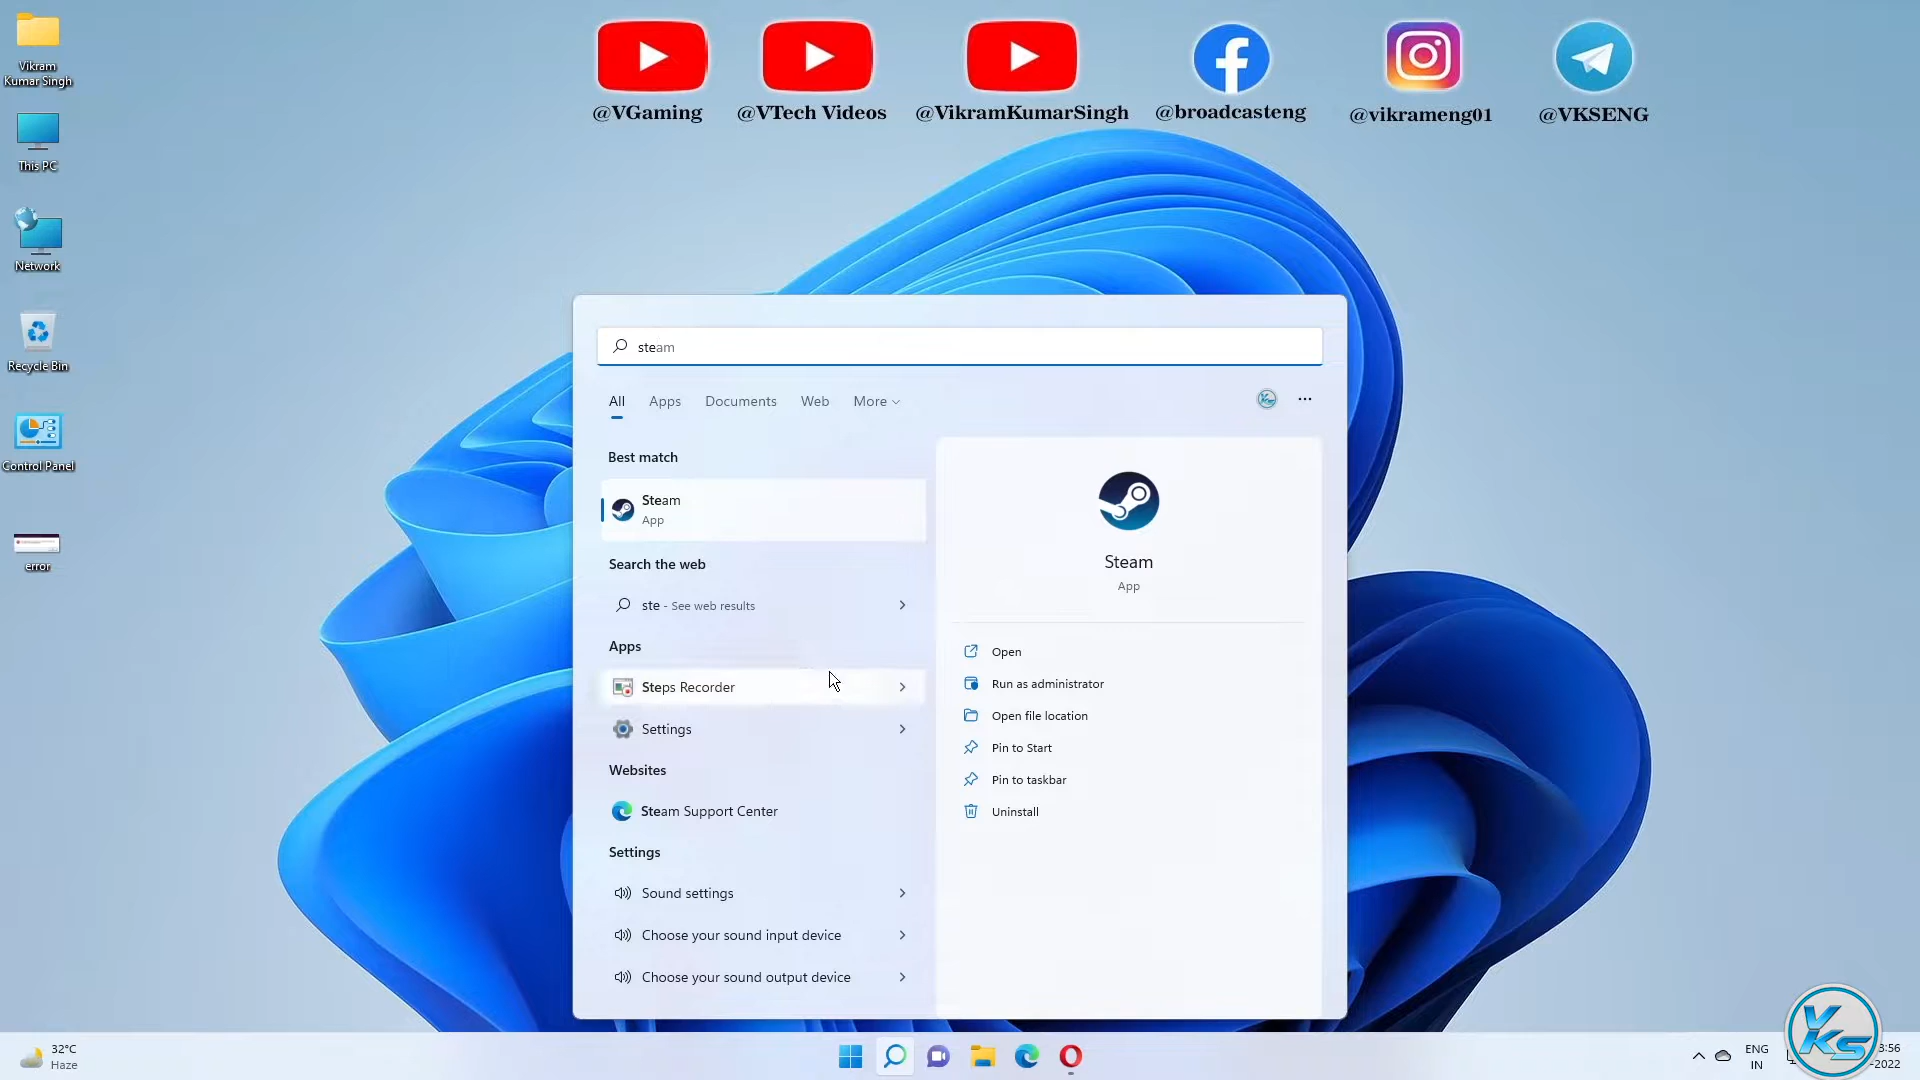 Vikram
Kumar Singh
This PC
Network
Recycle Bin
Control Panel
error
@VGaming
@VTech Videos
@VikramKumarSingh
@broadcasteng
@vikrameng01
@VKSENG
steam
All
Apps
Documents
Web
More
Best match
Steam
App
Search the web
ste - See web results
Apps
Steps Recorder
Settings
Websites
Steam Support Center
Settings
Sound settings
Choose your sound input device
Choose your sound output device
Steam
App
Open
Run as administrator
Open file location
Pin to Start
Pin to taskbar
Uninstall
32°C
Haze
ENG
IN
3:56
-2022
VKS